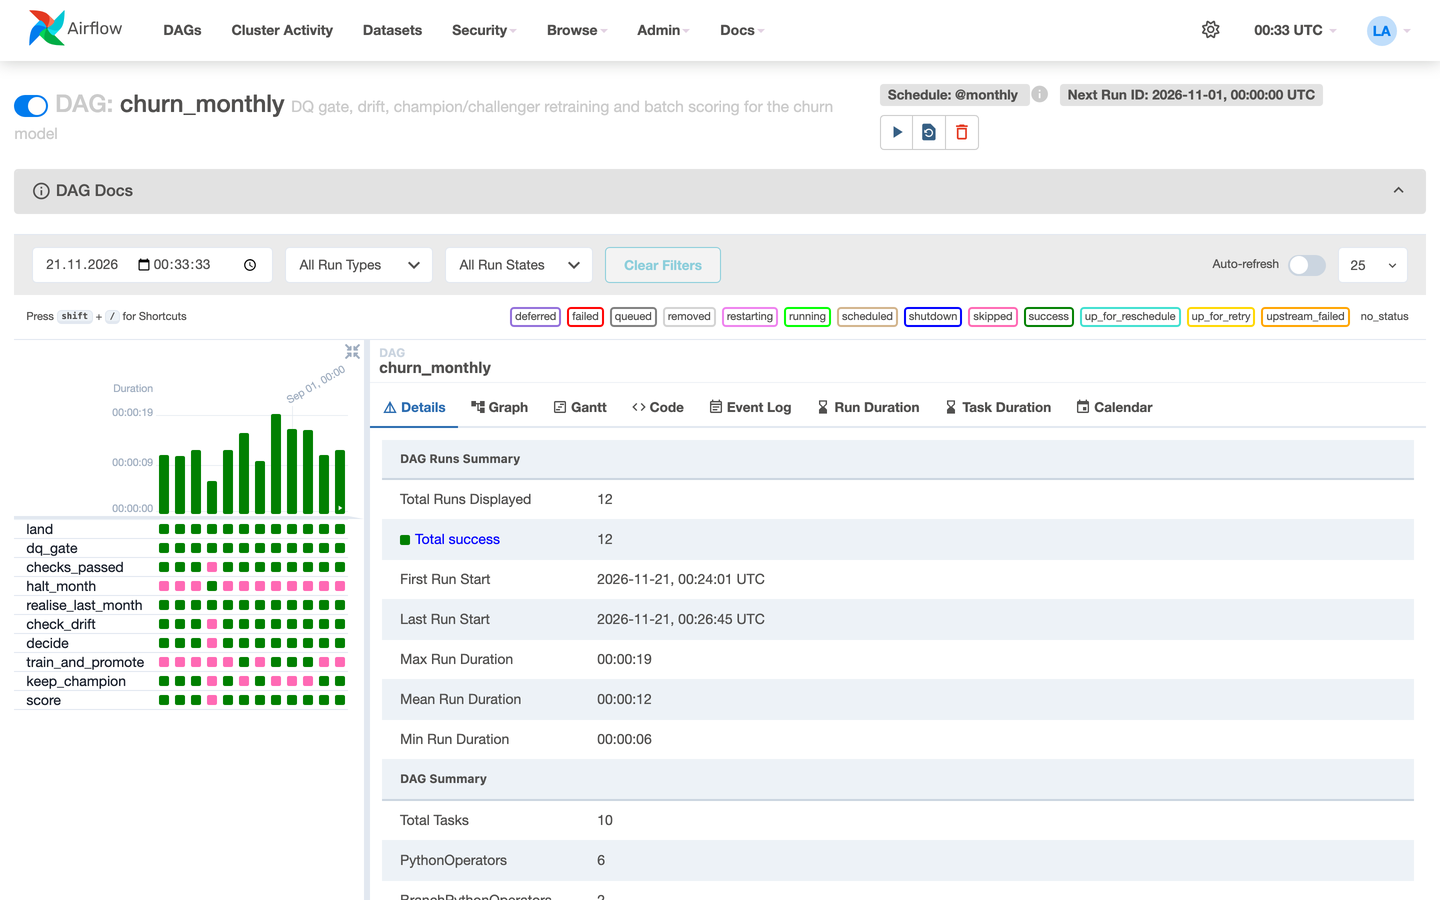 Airflow
DAGs
Cluster Activity
Datasets
Security
Browse
Admin
Docs
00:33 UTC
LA
DAG: churn_monthly DQ gate, drift, champion/challenger retraining and batch scoring for the churn
model
Schedule: @monthly
Next Run ID: 2026-11-01, 00:00:00 UTC
DAG Docs
21.11.2026 00:33:33
All Run Types
All Run States
Clear Filters
Auto-refresh
25
Press shift + / for Shortcuts
deferred
failed
queued
removed
restarting
running
scheduled
shutdown
skipped
success
up_for_reschedule
up_for_retry
upstream_failed
no_status
Duration
Sep 01, 00:00
00:00:19
00:00:09
00:00:00
land
dq_gate
checks_passed
halt_month
realise_last_month
check_drift
decide
train_and_promote
keep_champion
score
DAG
churn_monthly
Details
Graph
Gantt
Code
Event Log
Run Duration
Task Duration
Calendar
DAG Runs Summary
Total Runs Displayed 12
Total success 12
First Run Start 2026-11-21, 00:24:01 UTC
Last Run Start 2026-11-21, 00:26:45 UTC
Max Run Duration 00:00:19
Mean Run Duration 00:00:12
Min Run Duration 00:00:06
DAG Summary
Total Tasks 10
PythonOperators 6
BranchPythonOperators 2